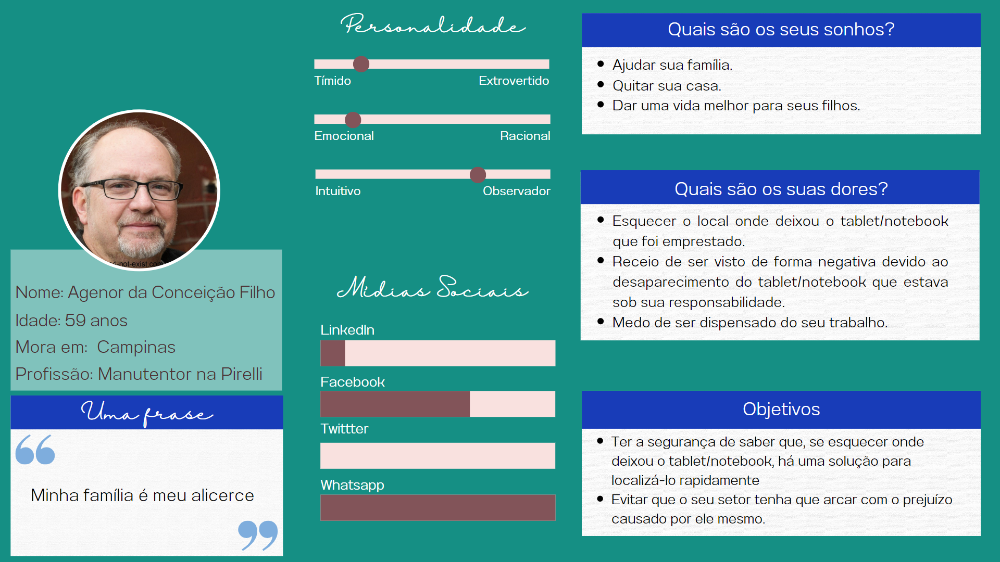 s-not-exist.com
Nome: Agenor da Conceição Filho
Idade: 59 anos
Mora em: Campinas
Profissão: Manutentor na Pirelli
Uma frase
“
Minha família é meu alicerce
”
Personalidade
Tímido Extrovertido
Emocional Racional
Intuitivo Observador
Mídias Sociais
LinkedIn
Facebook
Twittter
Whatsapp
Quais são os seus sonhos?
• Ajudar sua família.
• Quitar sua casa.
• Dar uma vida melhor para seus filhos.
Quais são os suas dores?
• Esquecer o local onde deixou o tablet/notebook
que foi emprestado.
• Receio de ser visto de forma negativa devido ao
desaparecimento do tablet/notebook que estava
sob sua responsabilidade.
• Medo de ser dispensado do seu trabalho.
Objetivos
• Ter a segurança de saber que, se esquecer onde
deixou o tablet/notebook, há uma solução para
localizá-lo rapidamente
• Evitar que o seu setor tenha que arcar com o prejuízo
causado por ele mesmo.